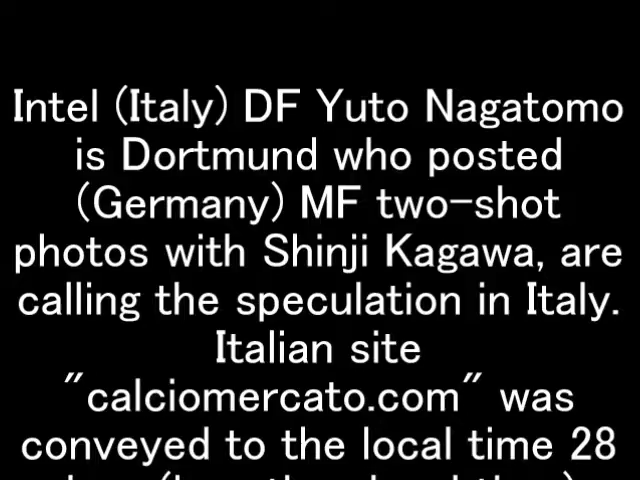 Intel (Italy) DF Yuto Nagatomo
is Dortmund who posted
(Germany) MF two-shot
photos with Shinji Kagawa, are
calling the speculation in Italy.
Italian site
"calciomercato.com" was
conveyed to the local time 28